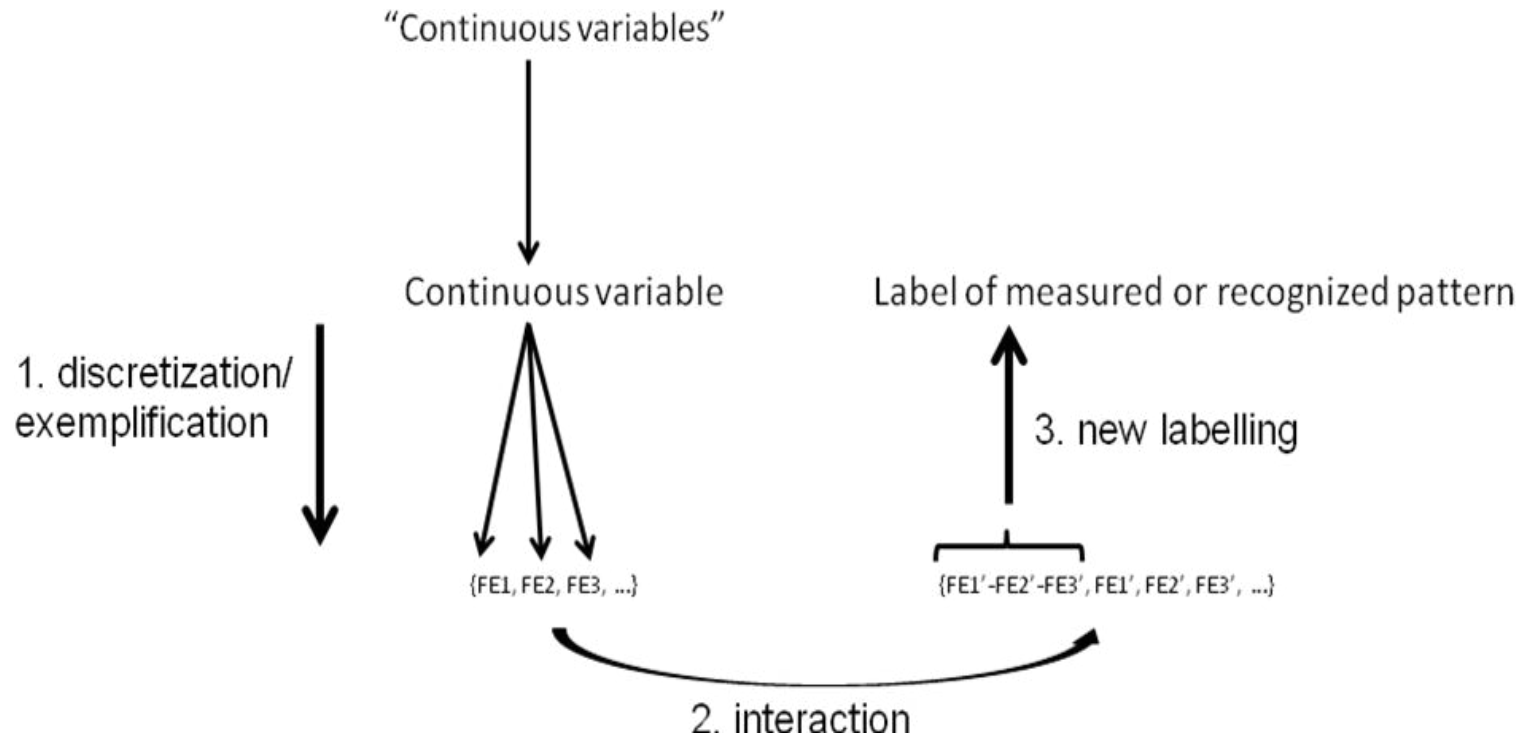 “Continuous variables”
Continuous variable
Label of measured or recognized pattern
1. discretization/
exemplification
3. new labelling
{FE1, FE2, FE3, ...}
{FE1′-FE2′-FE3′, FE1′, FE2′, FE3′, ...}
2. interaction